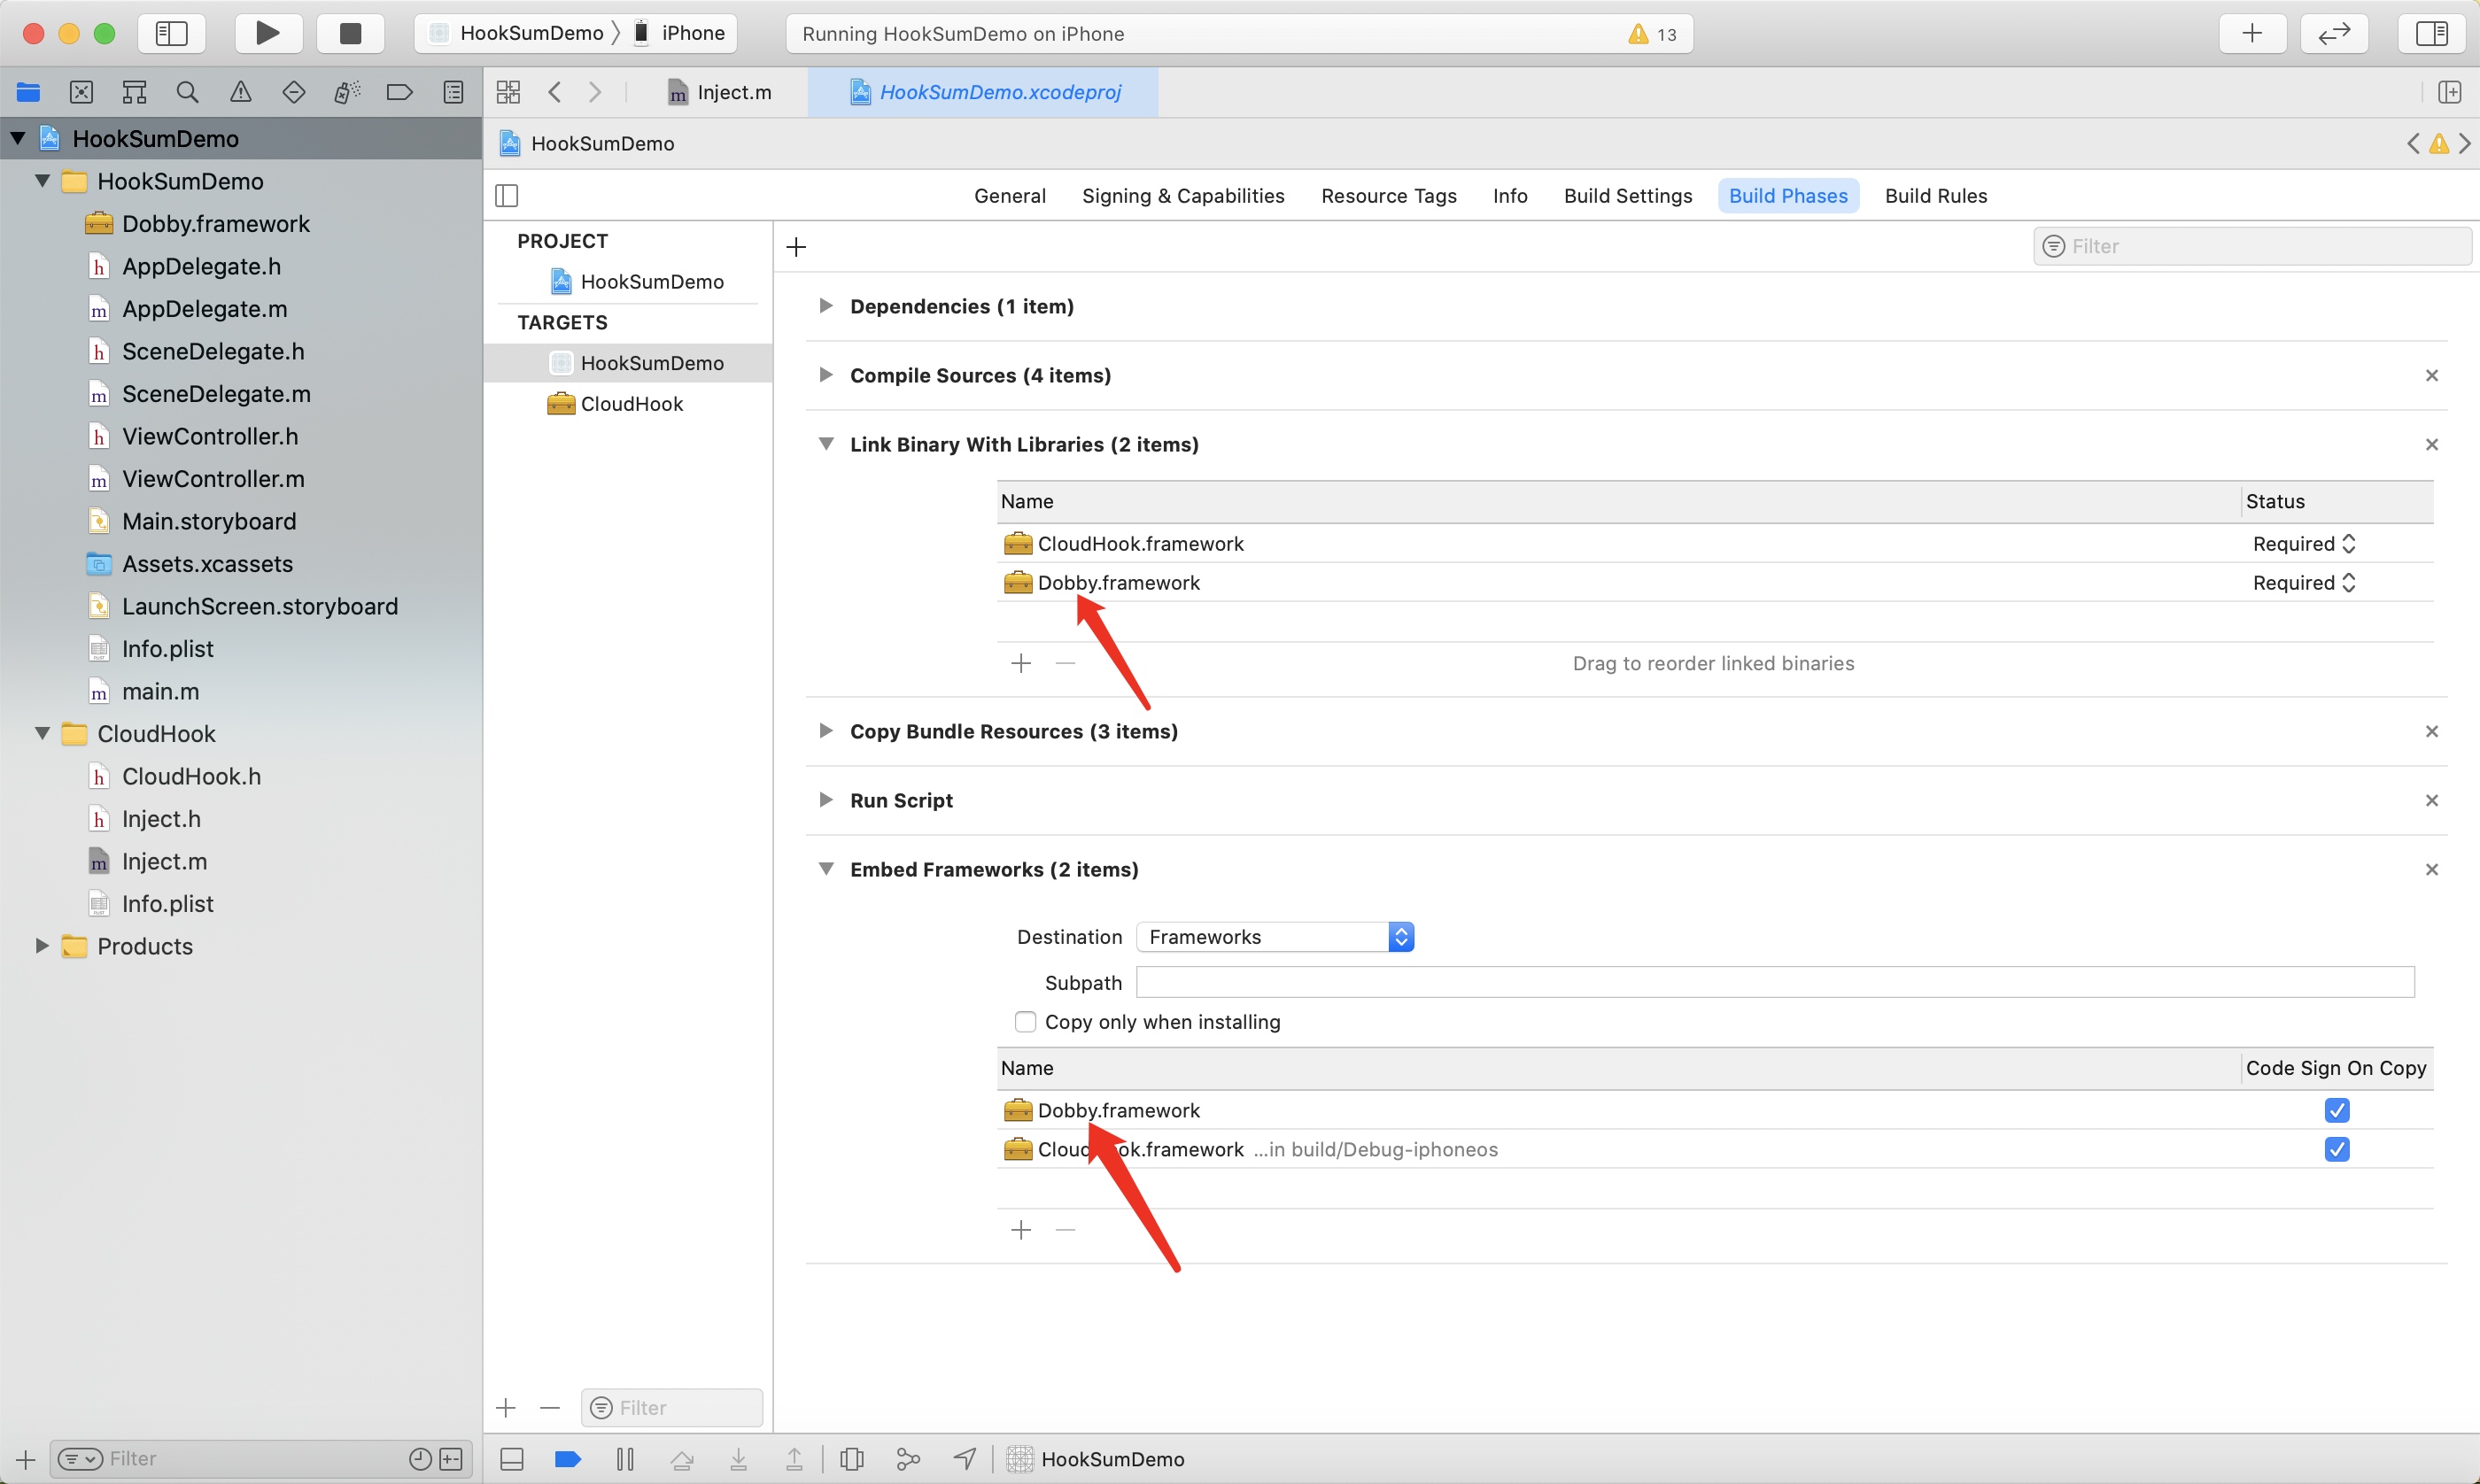 HookSumDemo iPhone
Running HookSumDemo on iPhone
13
Inject.m
HookSumDemo.xcodeproj
HookSumDemo
HookSumDemo
HookSumDemo
Dobby.framework
AppDelegate.h
AppDelegate.m
SceneDelegate.h
SceneDelegate.m
ViewController.h
ViewController.m
Main.storyboard
Assets.xcassets
LaunchScreen.storyboard
Info.plist
main.m
CloudHook
CloudHook.h
Inject.h
Inject.m
Info.plist
Products
Filter
General Signing & Capabilities Resource Tags Info Build Settings Build Phases Build Rules
PROJECT
HookSumDemo
TARGETS
HookSumDemo
CloudHook
Filter
Filter
Dependencies (1 item)
Compile Sources (4 items)
Link Binary With Libraries (2 items)
Name Status
CloudHook.framework Required
Dobby.framework Required
Drag to reorder linked binaries
Copy Bundle Resources (3 items)
Run Script
Embed Frameworks (2 items)
Destination Frameworks
Subpath
Copy only when installing
Name Code Sign On Copy
Dobby.framework
CloudHook.framework ...in build/Debug-iphoneos
HookSumDemo